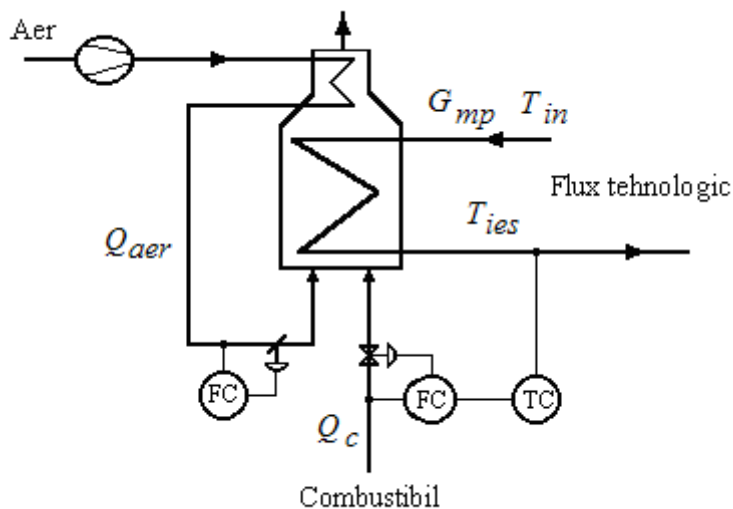 Aer
G_mp T_in
Flux tehnologic
T_ies
Q_aer
FC
FC
TC
Q_c
Combustibil